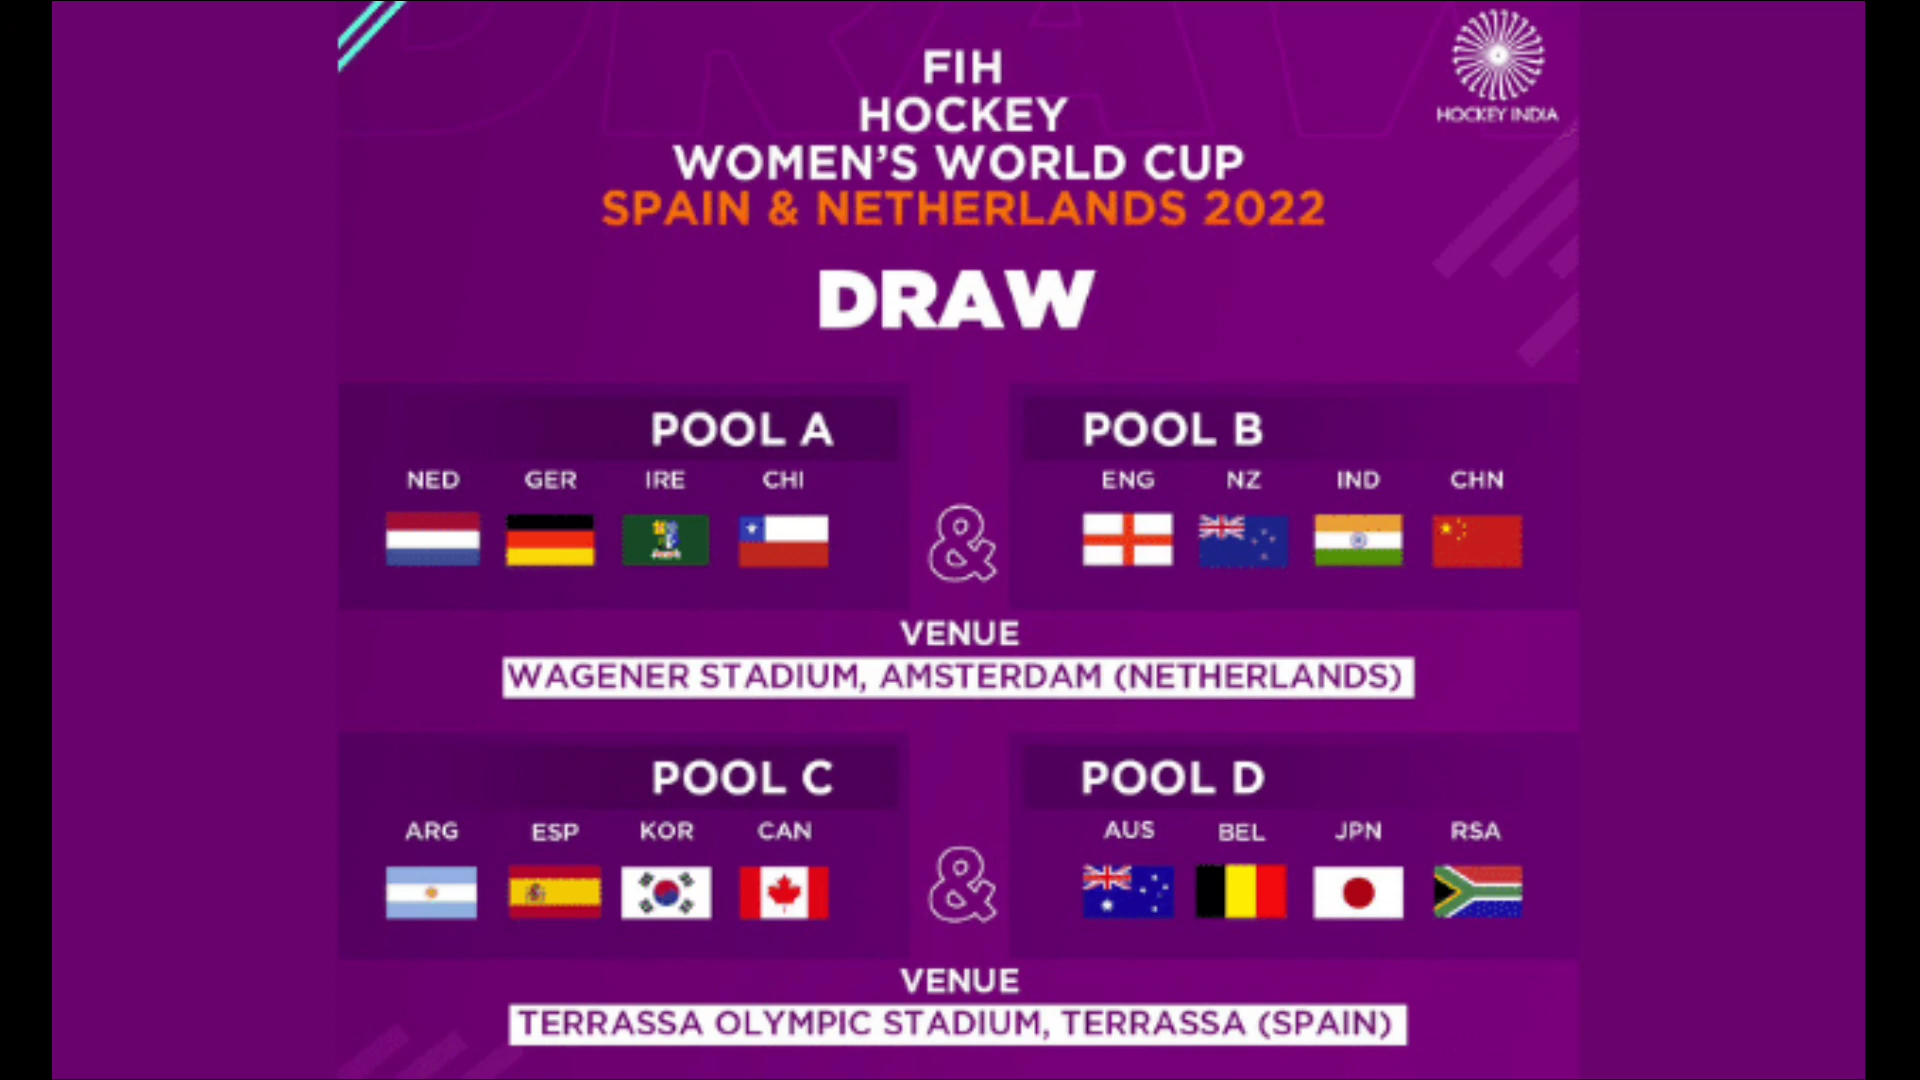 FIH
HOCKEY
WOMEN'S WORLD CUP
SPAIN & NETHERLANDS 2022
HOCKEY INDIA
DRAW
POOL A
NED GER IRE CHI
&
POOL B
ENG NZ IND CHN
VENUE
WAGENER STADIUM, AMSTERDAM (NETHERLANDS)
POOL C
ARG ESP KOR CAN
&
POOL D
AUS BEL JPN RSA
VENUE
TERRASSA OLYMPIC STADIUM, TERRASSA (SPAIN)